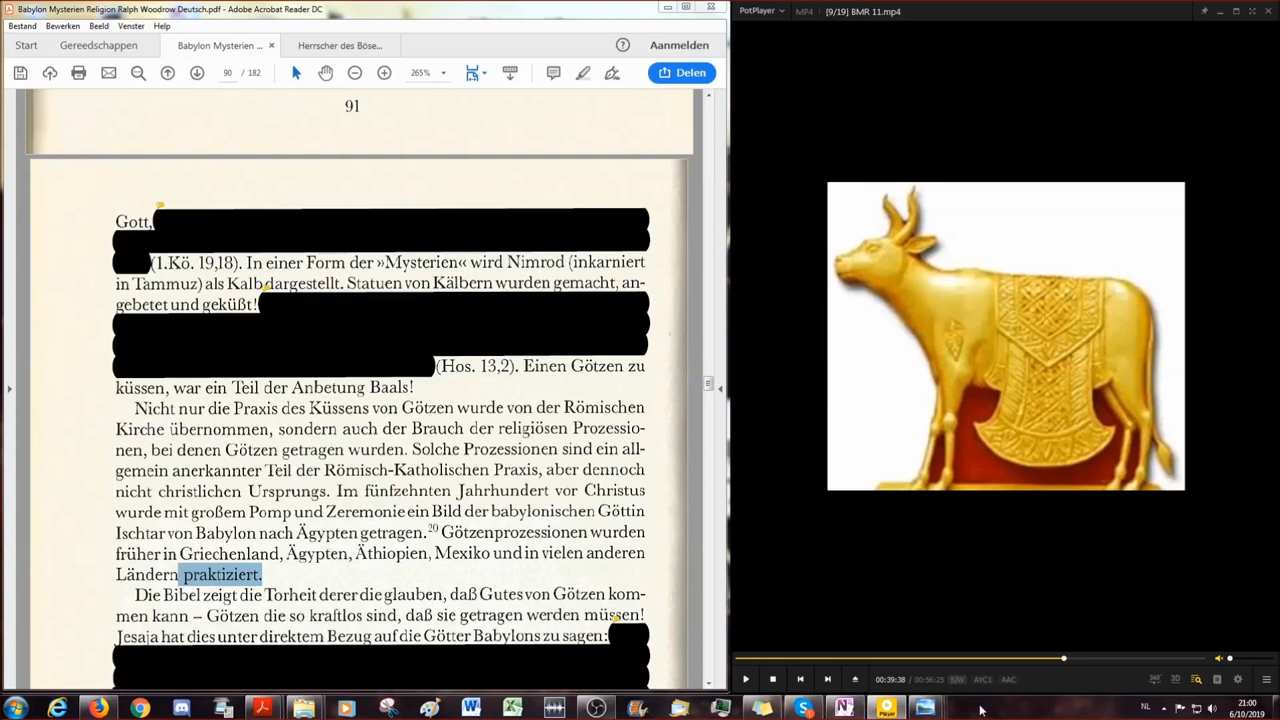 Babylon Mysterien Religion Ralph Woodrow Deutsch.pdf - Adobe Acrobat Reader DC
Bestand Bewerken Beeld Venster Help
Start Gereedschappen Babylon Mysterien ... × Herrscher des Böse... Aanmelden
90 / 182 265% Delen
91
Gott,
(1.Kö. 19,18). In einer Form der »Mysterien« wird Nimrod (inkarniert
in Tammuz) als Kalb dargestellt. Statuen von Kälbern wurden gemacht, an-
gebetet und geküßt!
(Hos. 13,2). Einen Götzen zu
küssen, war ein Teil der Anbetung Baals!
Nicht nur die Praxis des Küssens von Götzen wurde von der Römischen
Kirche übernommen, sondern auch der Brauch der religiösen Prozessio-
nen, bei denen Götzen getragen wurden. Solche Prozessionen sind ein all-
gemein anerkannter Teil der Römisch-Katholischen Praxis, aber dennoch
nicht christlichen Ursprungs. Im fünfzehnten Jahrhundert vor Christus
wurde mit großem Pomp und Zeremonie ein Bild der babylonischen Göttin
Ischtar von Babylon nach Ägypten getragen.20 Götzenprozessionen wurden
früher in Griechenland, Ägypten, Äthiopien, Mexiko und in vielen anderen
Ländern praktiziert.
Die Bibel zeigt die Torheit derer die glauben, daß Gutes von Götzen kom-
men kann – Götzen die so kraftlos sind, daß sie getragen werden müssen!
Jesaja hat dies unter direktem Bezug auf die Götter Babylons zu sagen:
PotPlayer MP4 [9/19] BMR 11.mp4
00:39:38 / 00:56:25 S/W AVC1 AAC
NL 21:00
6/10/2019